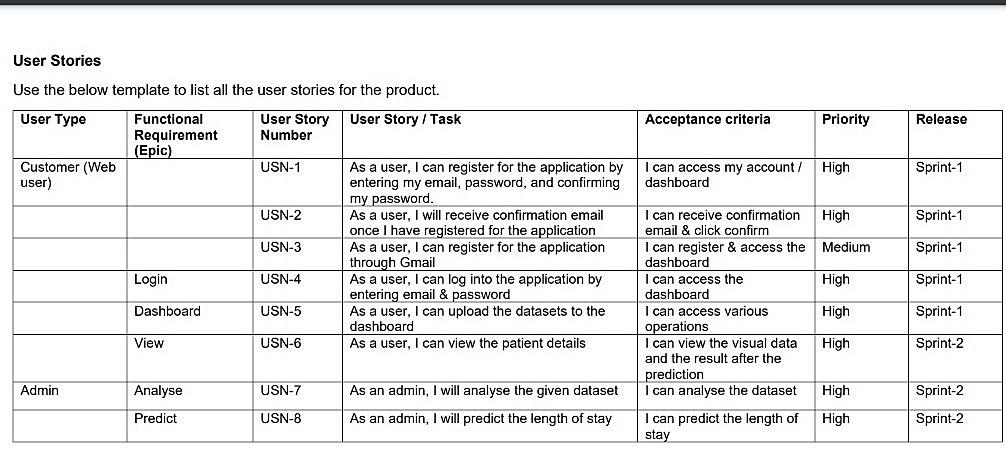 User Stories
Use the below template to list all the user stories for the product.
User Type Functional Requirement (Epic) User Story Number User Story / Task Acceptance criteria Priority Release
Customer (Web user) USN-1 As a user, I can register for the application by entering my email, password, and confirming my password. I can access my account / dashboard High Sprint-1
USN-2 As a user, I will receive confirmation email once I have registered for the application I can receive confirmation email & click confirm High Sprint-1
USN-3 As a user, I can register for the application through Gmail I can register & access the dashboard Medium Sprint-1
Login USN-4 As a user, I can log into the application by entering email & password I can access the dashboard High Sprint-1
Dashboard USN-5 As a user, I can upload the datasets to the dashboard I can access various operations High Sprint-1
View USN-6 As a user, I can view the patient details I can view the visual data and the result after the prediction High Sprint-2
Admin Analyse USN-7 As an admin, I will analyse the given dataset I can analyse the dataset High Sprint-2
Predict USN-8 As an admin, I will predict the length of stay I can predict the length of stay High Sprint-2